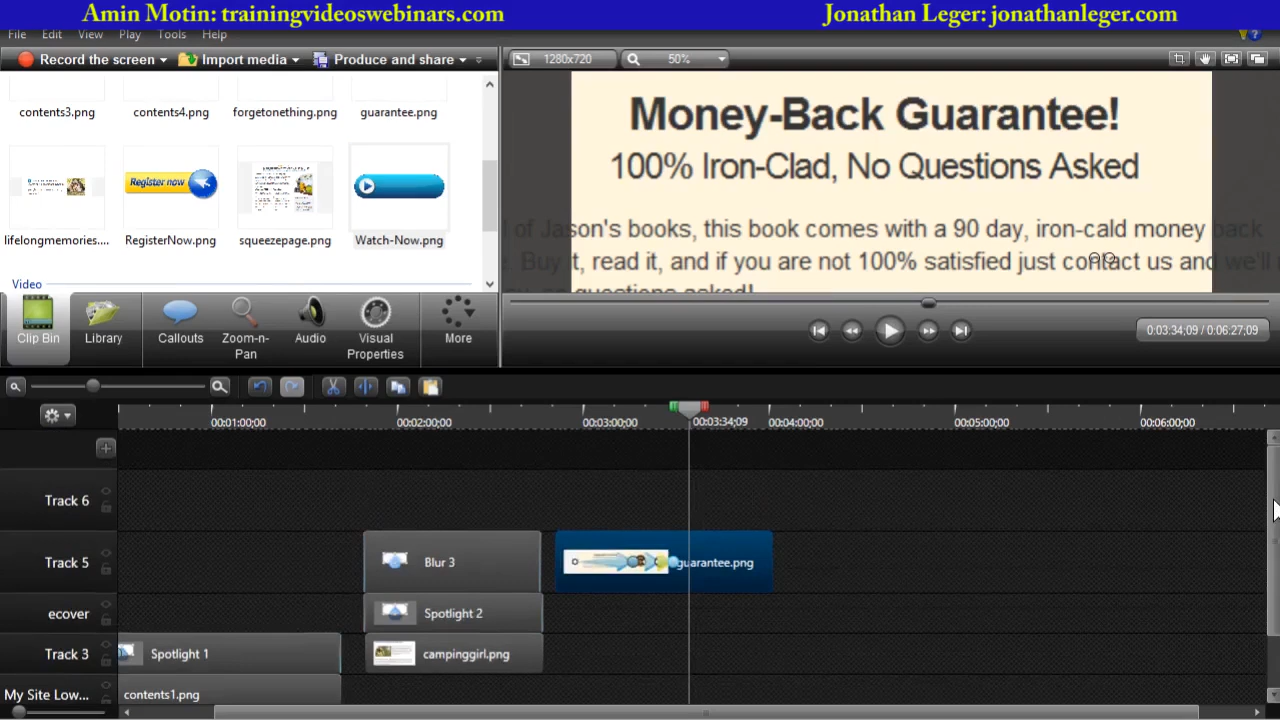 Amin Motin: trainingvideoswebinars.com
Jonathan Leger: jonathanleger.com
File Edit View Play Tools Help
Record the screen
Import media
Produce and share
1280x720
50%
contents3.png
contents4.png
forgetonething.png
guarantee.png
Register now
lifelongmemories....
RegisterNow.png
squeezepage.png
Watch-Now.png
Video
Clip Bin
Library
Callouts
Zoom-n-
Pan
Audio
Visual
Properties
More
Money-Back Guarantee!
100% Iron-Clad, No Questions Asked
of Jason's books, this book comes with a 90 day, iron-cald money back
Buy it, read it, and if you are not 100% satisfied just contact us and we'll
questions asked!
0:03:34;09 / 0:06:27;09
00:01:00;00
00:02:00;00
00:03:00;00
00:03:34;09
00:04:00;00
00:05:00;00
00:06:00;00
Track 6
Track 5
Blur 3
guarantee.png
ecover
Spotlight 2
Track 3
Spotlight 1
campinggirl.png
My Site Low...
contents1.png